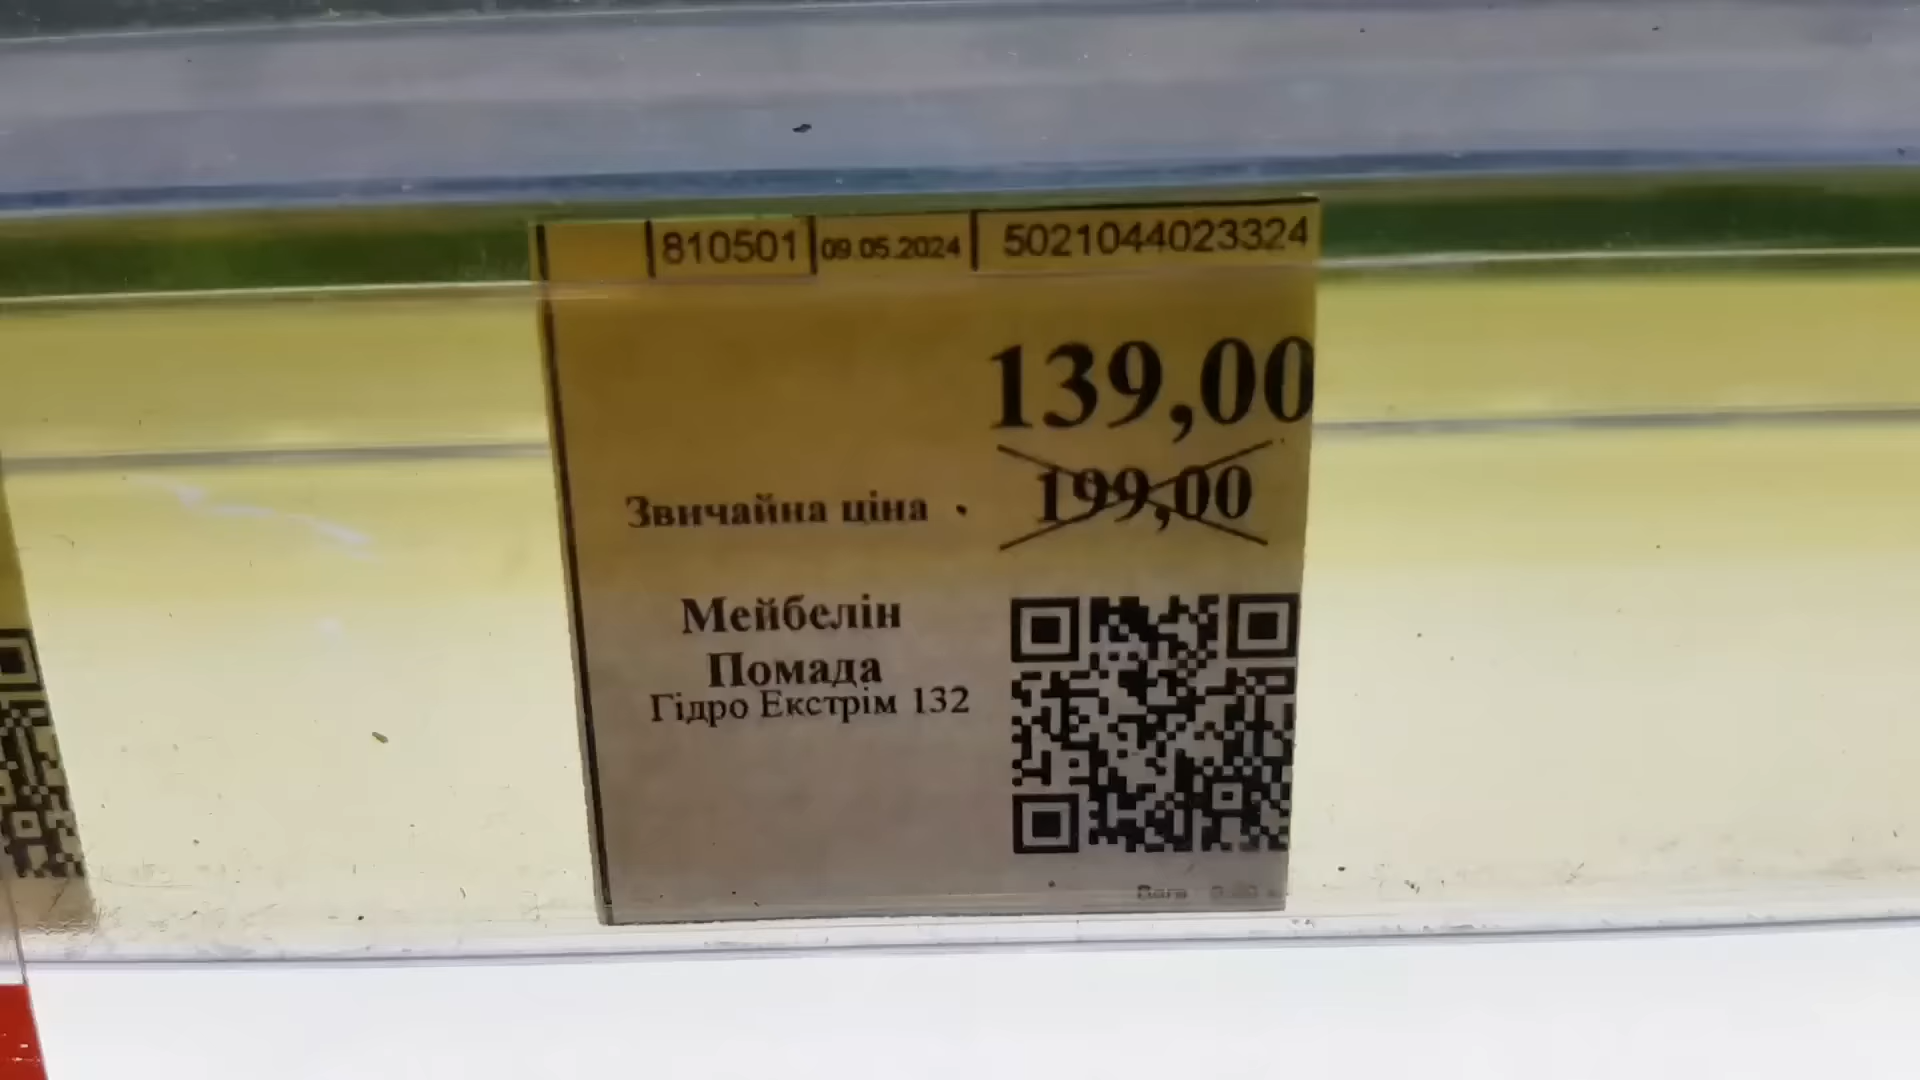 810501 09.05.2024 5021044023324
139,00
Звичайна ціна 199,00
Мейбелін
Помада
Гідро Екстрім 132